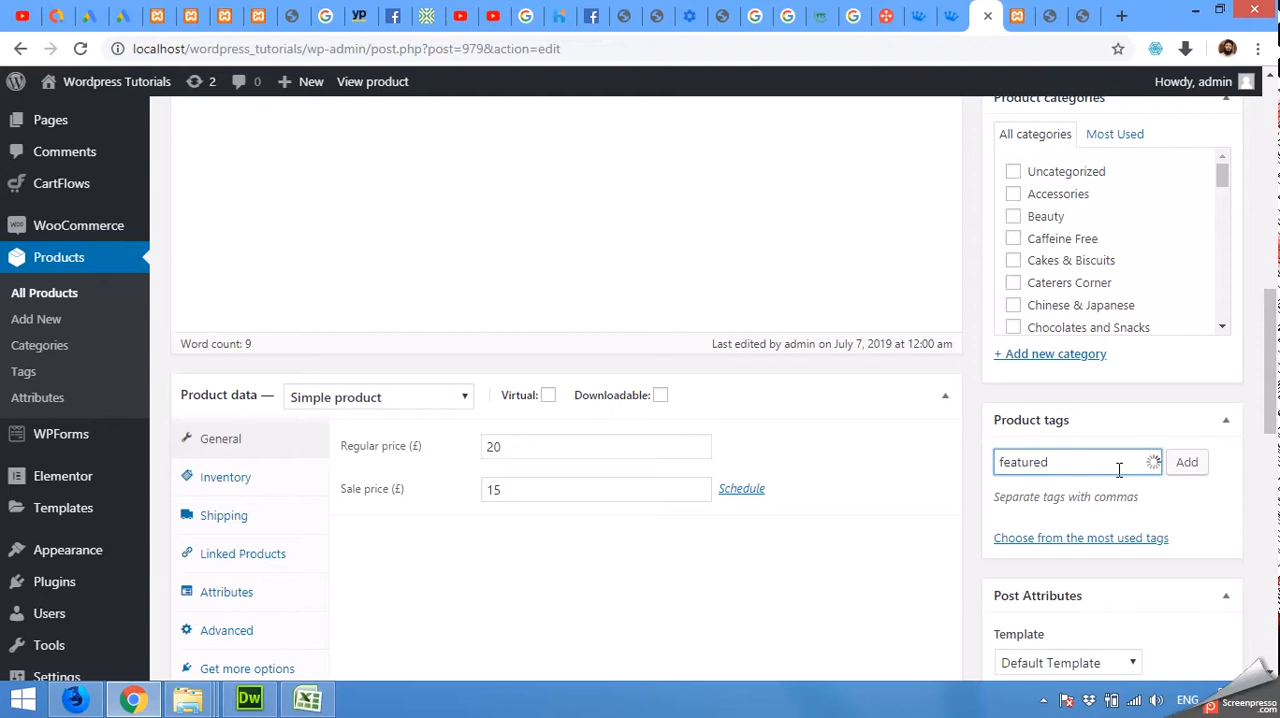 localhost/wordpress_tutorials/wp-admin/post.php?post=979&action=edit
Wordpress Tutorials 2 0 New View product Howdy, admin
Pages
Comments
CartFlows
WooCommerce
Products
All Products
Add New
Categories
Tags
Attributes
WPForms
Elementor
Templates
Appearance
Plugins
Users
Tools
Settings
Word count: 9 Last edited by admin on July 7, 2019 at 12:00 am
Product data — Simple product Virtual: Downloadable:
General
Inventory
Shipping
Linked Products
Attributes
Advanced
Get more options
Regular price (£) 20
Sale price (£) 15 Schedule
Product categories
All categories Most Used
Uncategorized
Accessories
Beauty
Caffeine Free
Cakes & Biscuits
Caterers Corner
Chinese & Japanese
Chocolates and Snacks
+ Add new category
Product tags
featured Add
Separate tags with commas
Choose from the most used tags
Post Attributes
Template
Default Template
Dw ENG
Screenpresso
.com